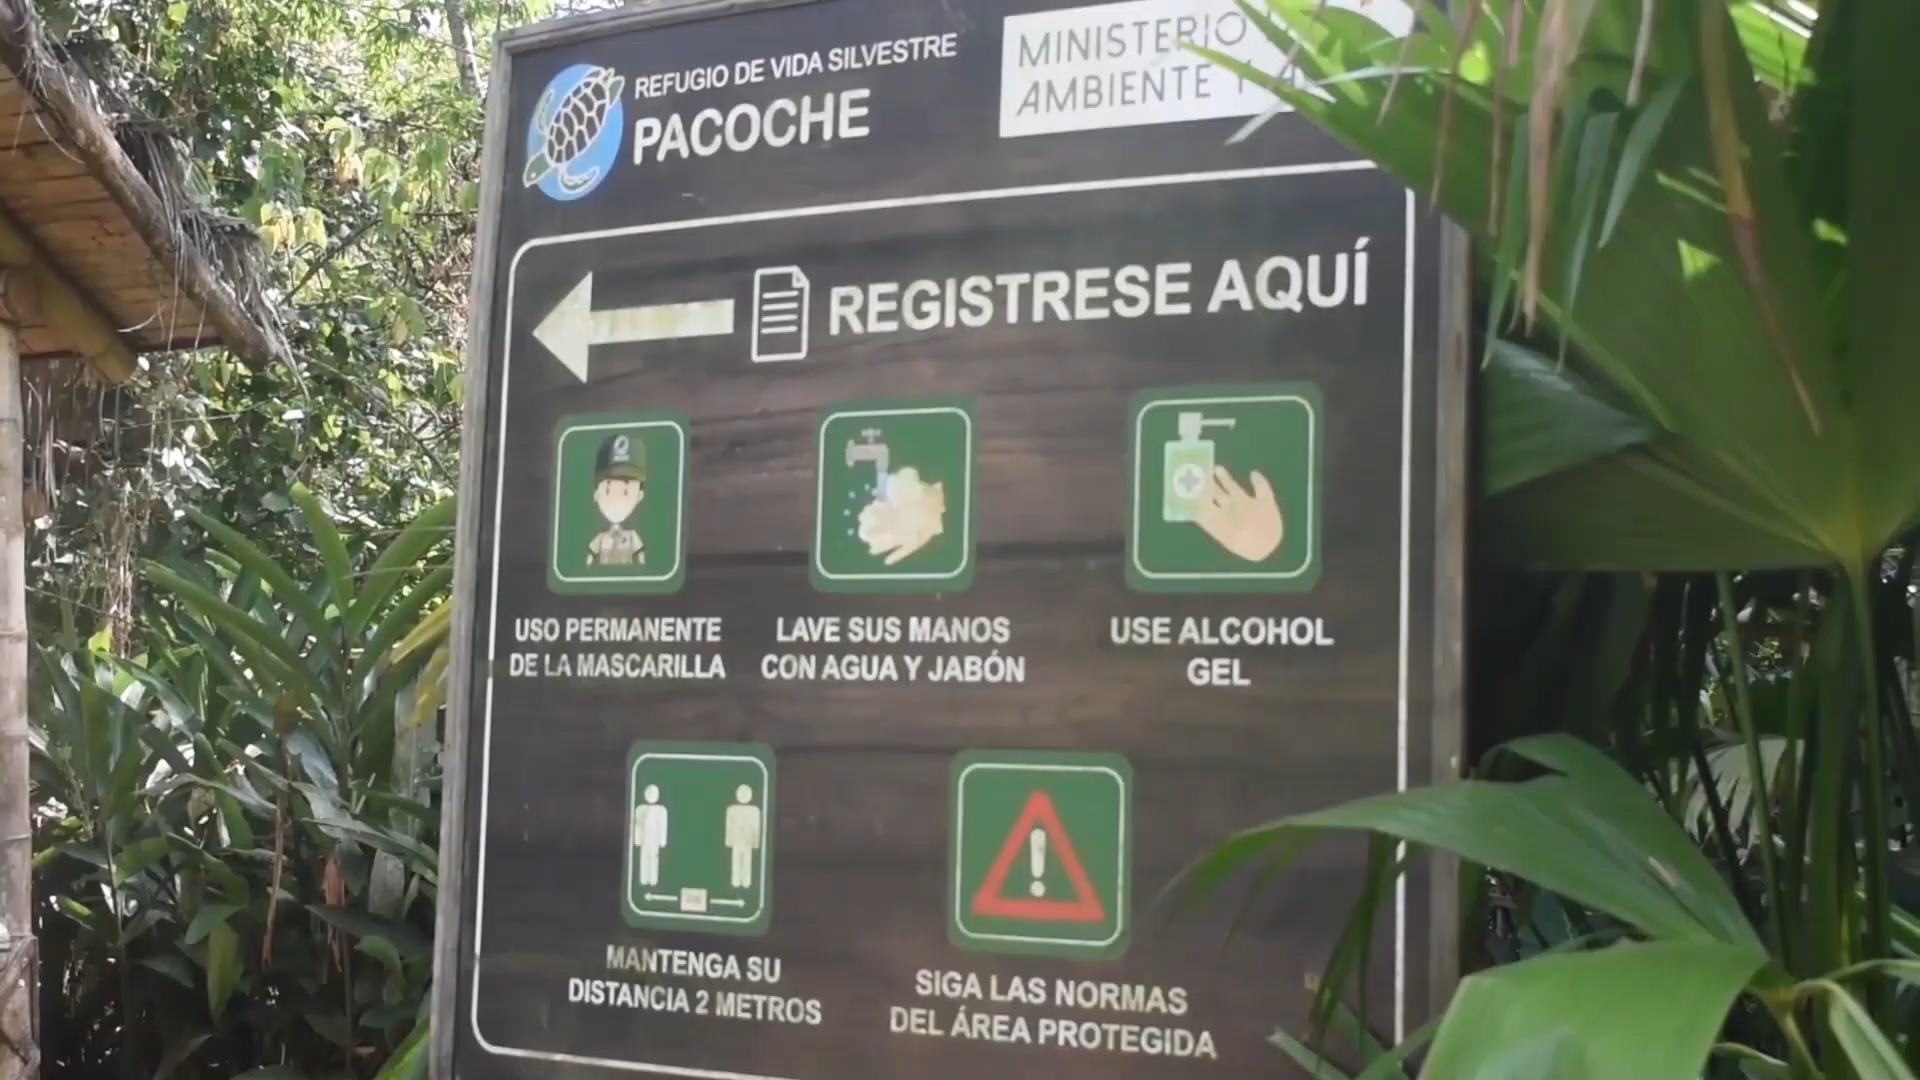 REFUGIO DE VIDA SILVESTRE
PACOCHE
MINISTERIO
AMBIENTE Y
REGISTRESE AQUÍ
USO PERMANENTE
DE LA MASCARILLA
LAVE SUS MANOS
CON AGUA Y JABÓN
USE ALCOHOL
GEL
MANTENGA SU
DISTANCIA 2 METROS
SIGA LAS NORMAS
DEL ÁREA PROTEGIDA